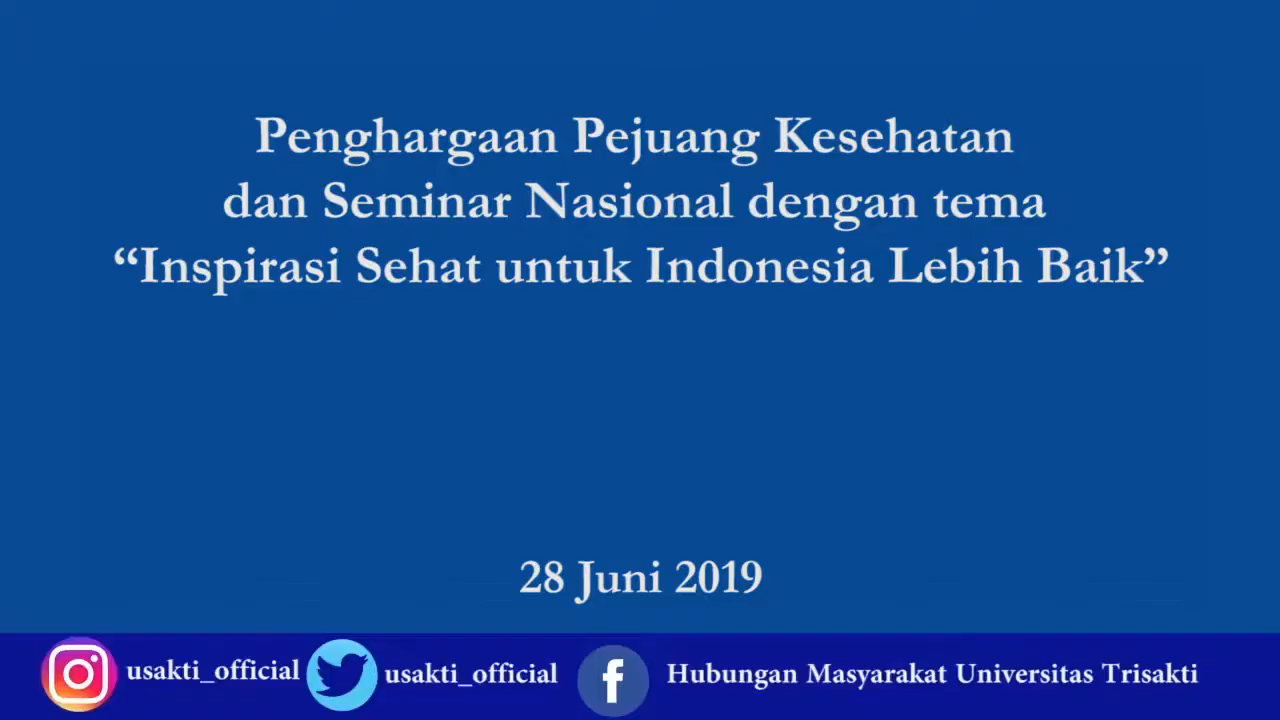 Penghargaan Pejuang Kesehatan
dan Seminar Nasional dengan tema
“Inspirasi Sehat untuk Indonesia Lebih Baik”
28 Juni 2019
usakti_official
usakti_official
Hubungan Masyarakat Universitas Trisakti